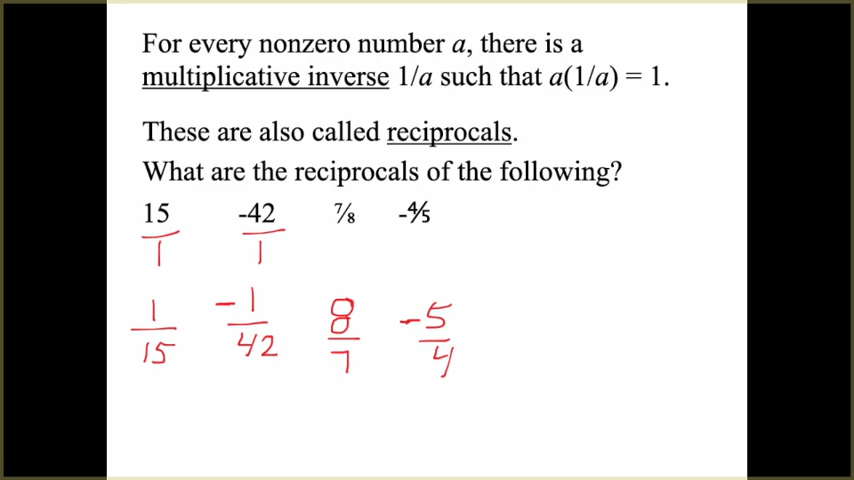 For every nonzero number a, there is a
multiplicative inverse 1/a such that a(1/a) = 1.
These are also called reciprocals.
What are the reciprocals of the following?
15 -42 ⅞ -⅘
1 1
1/15 -1/42 8/7 -5/4